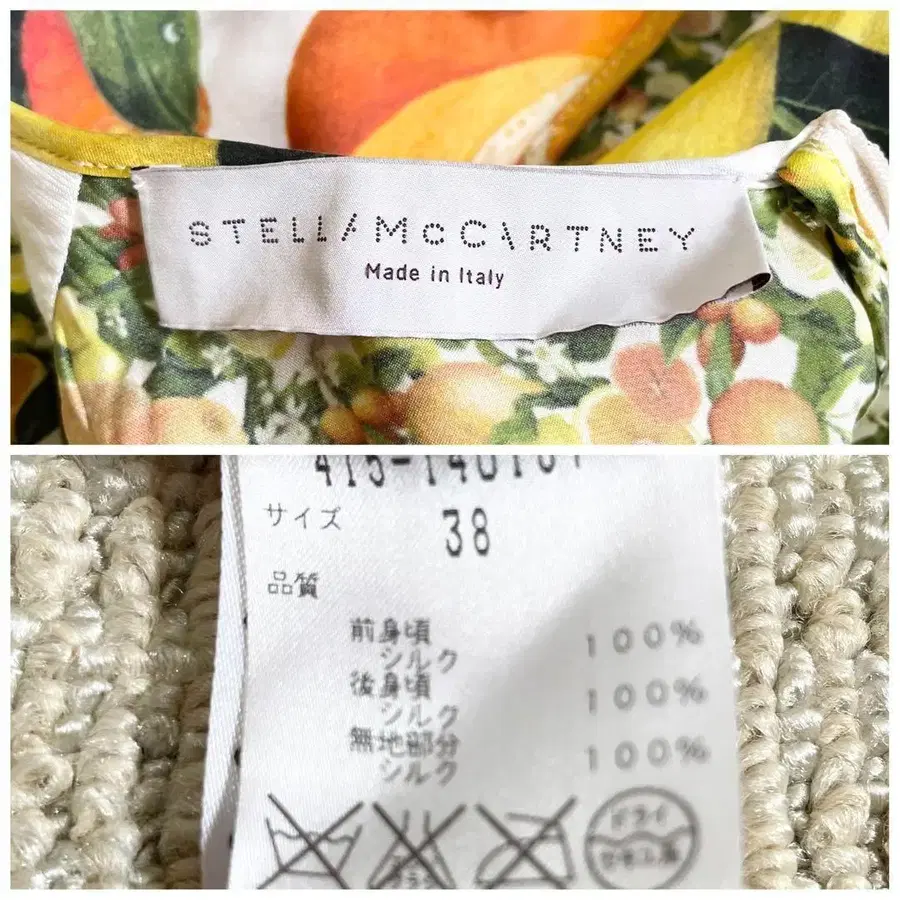 STELLA McCARTNEY
Made in Italy
サイズ 38
品質
前身頃
シルク 100%
後身頃
シルク 100%
無地部分
シルク 100%
ドライ